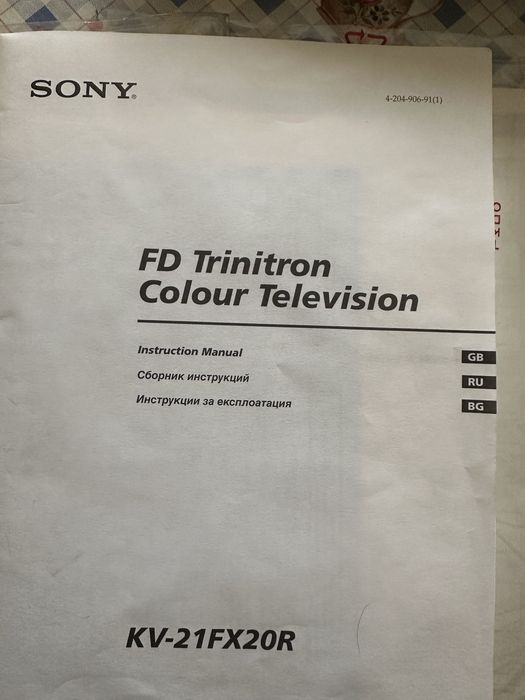 SONY®
4-204-906-91(1)
FD Trinitron
Colour Television
Instruction Manual
GB
Сборник инструкций
RU
Инструкции за експлоатация
BG
KV-21FX20R